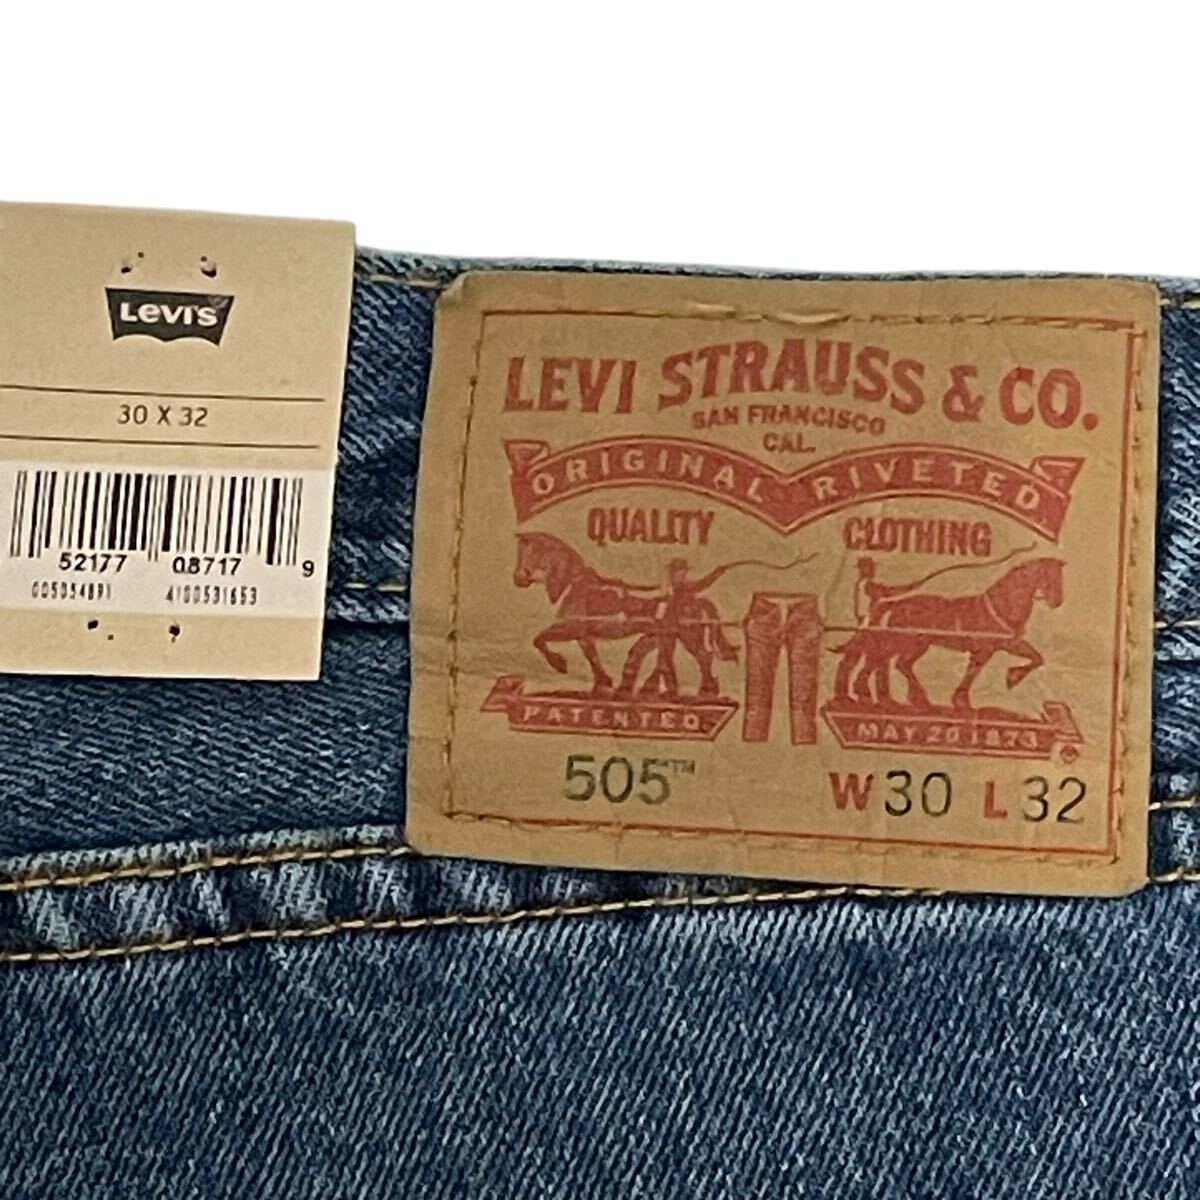 Levi's
30 X 32
52177 08717 9
005054891 4100531653
LEVI STRAUSS & CO.
SAN FRANCISCO
CAL.
ORIGINAL RIVETED
QUALITY CLOTHING
PATENTED MAY 20 1873
505™ W30 L32